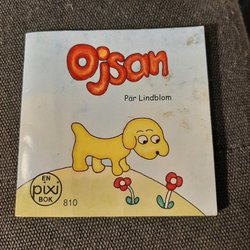 Ojsan
Pär Lindblom
EN
pixi
BOK
810